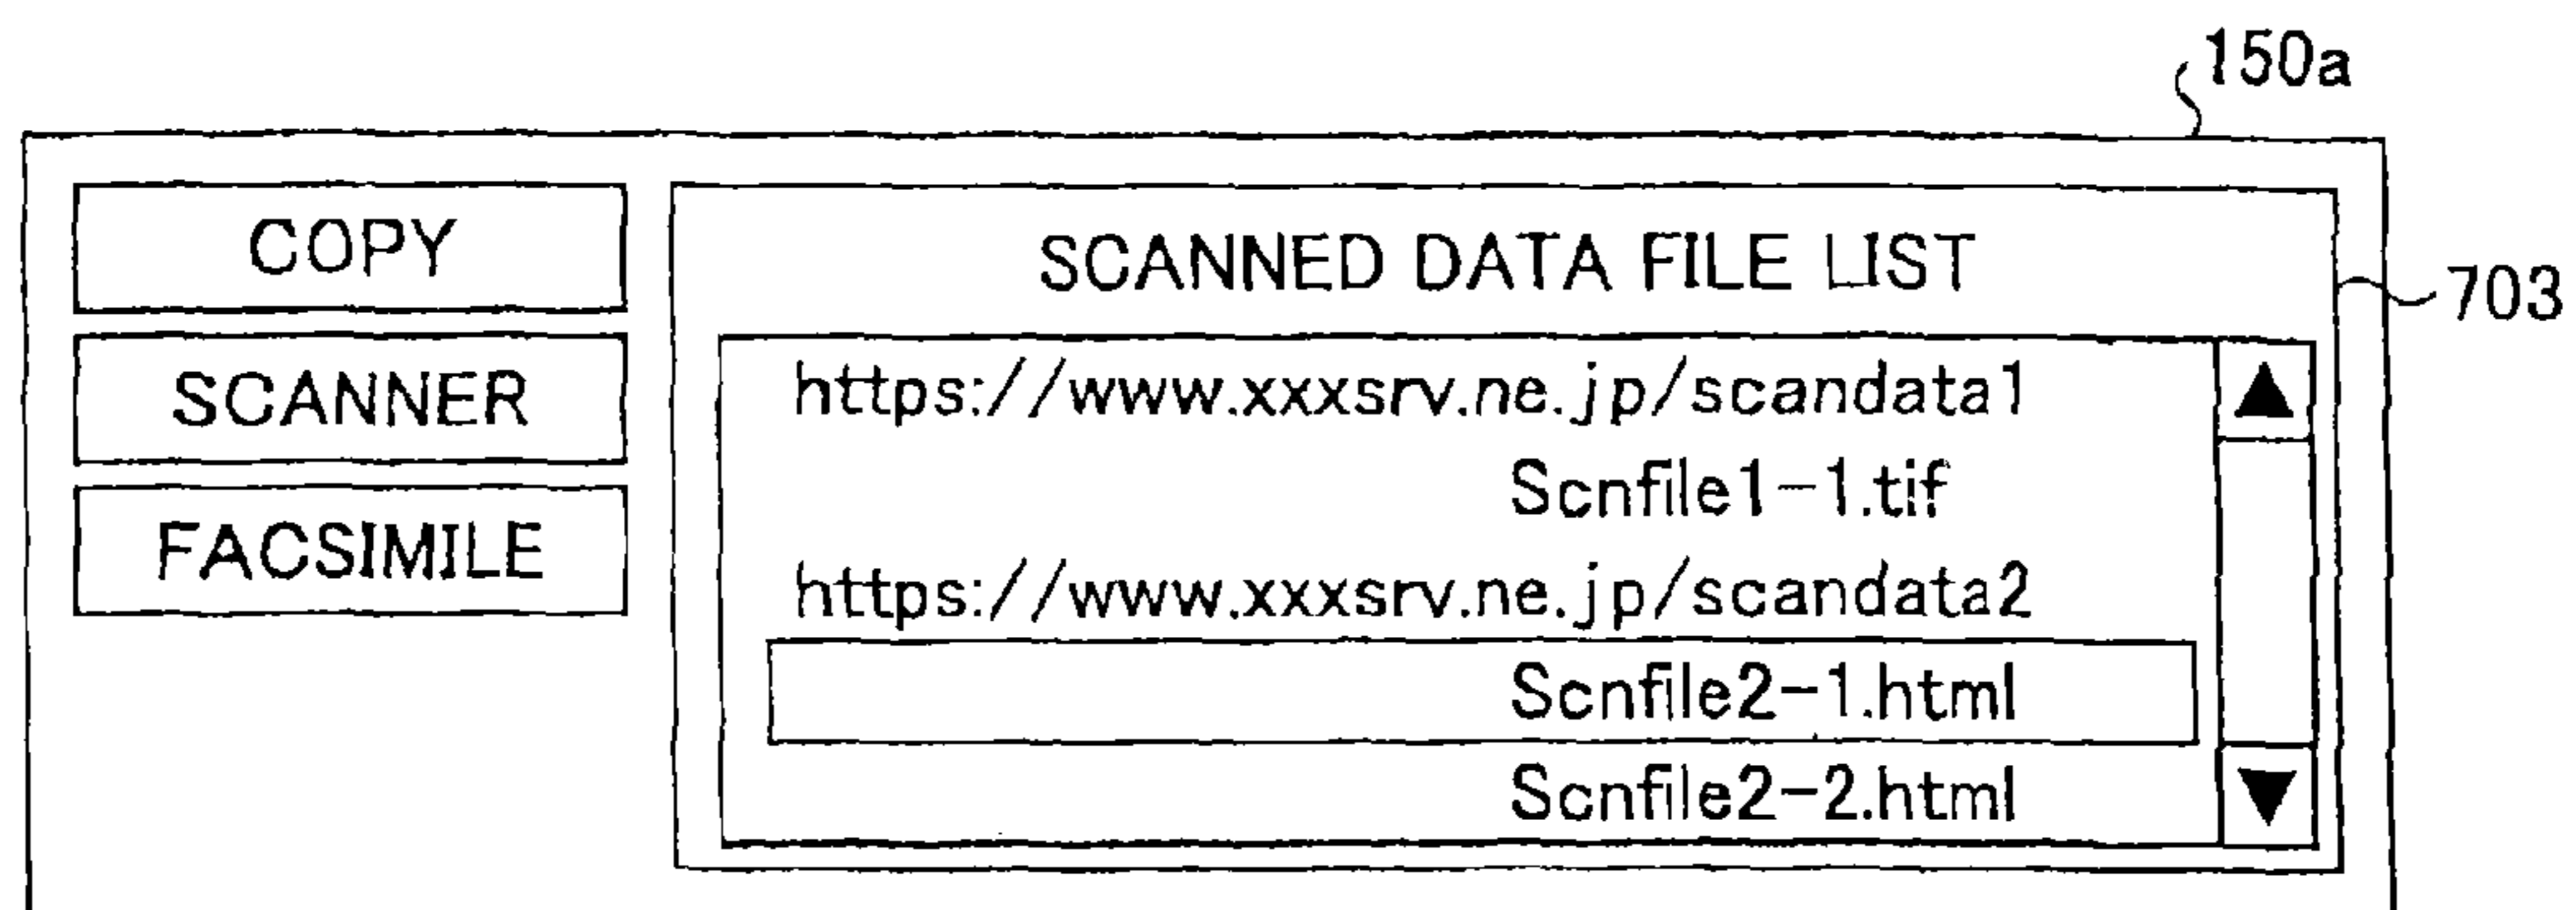 150a
COPY
SCANNER
FACSIMILE
SCANNED DATA FILE LIST
703
https://www.xxxsrv.ne.jp/scandata1
Scnfile1-1.tif
https://www.xxxsrv.ne.jp/scandata2
Scnfile2-1.html
Scnfile2-2.html